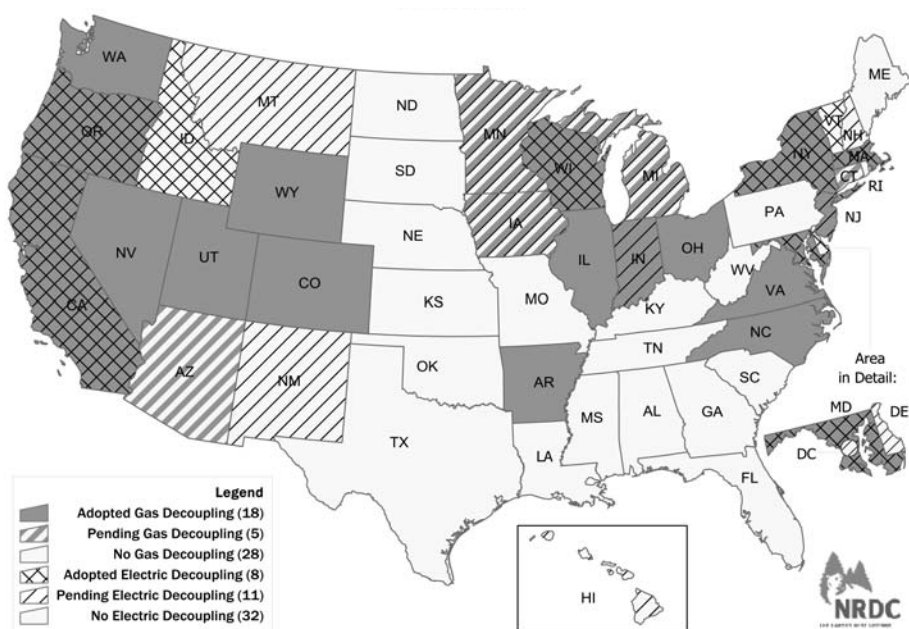 WA
MT
ND
MN
ME
VT
NH
OR
ID
SD
WI
NY
MA
WY
MI
CT
RI
IA
PA
NJ
NE
NV
UT
IL
IN
OH
CO
WV
VA
KS
MO
KY
CA
NC
TN
AZ
NM
OK
AR
SC
Area
in Detail:
MS
AL
GA
MD
DE
TX
LA
DC
FL
Legend
Adopted Gas Decoupling (18)
Pending Gas Decoupling (5)
No Gas Decoupling (28)
Adopted Electric Decoupling (8)
Pending Electric Decoupling (11)
No Electric Decoupling (32)
HI
NRDC